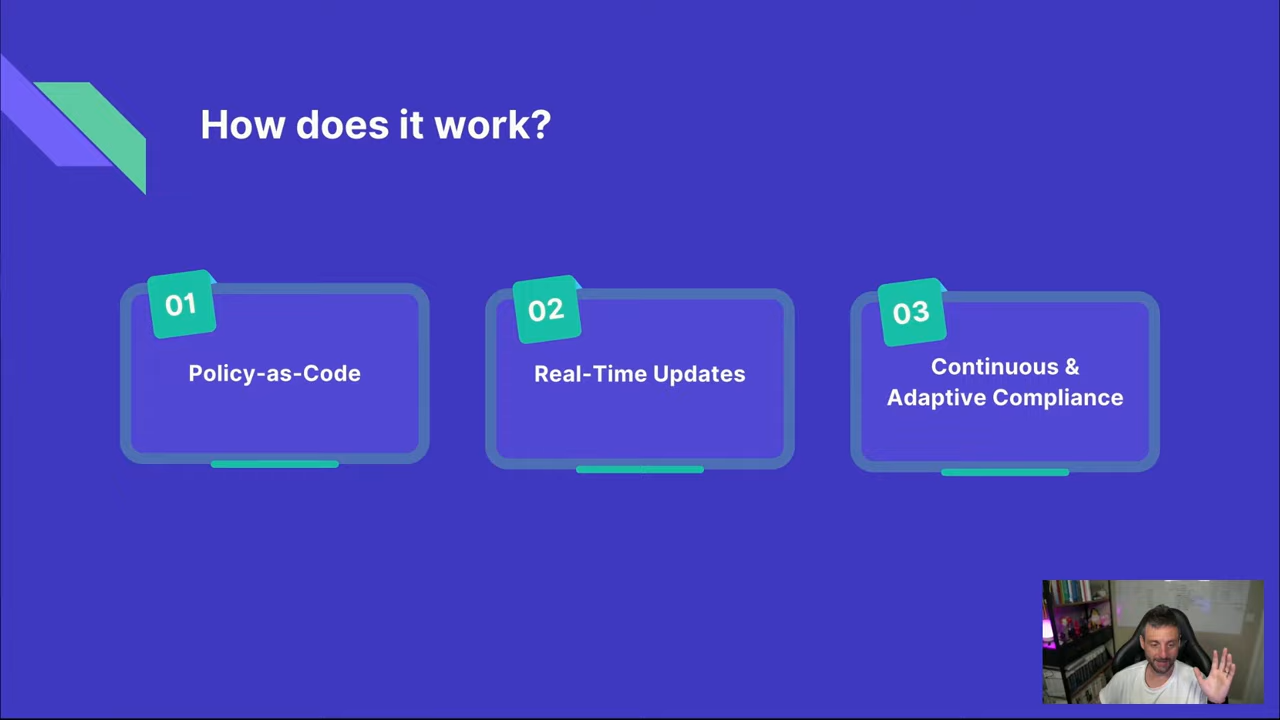 How does it work?
01
Policy-as-Code
02
Real-Time Updates
03
Continuous &
Adaptive Compliance